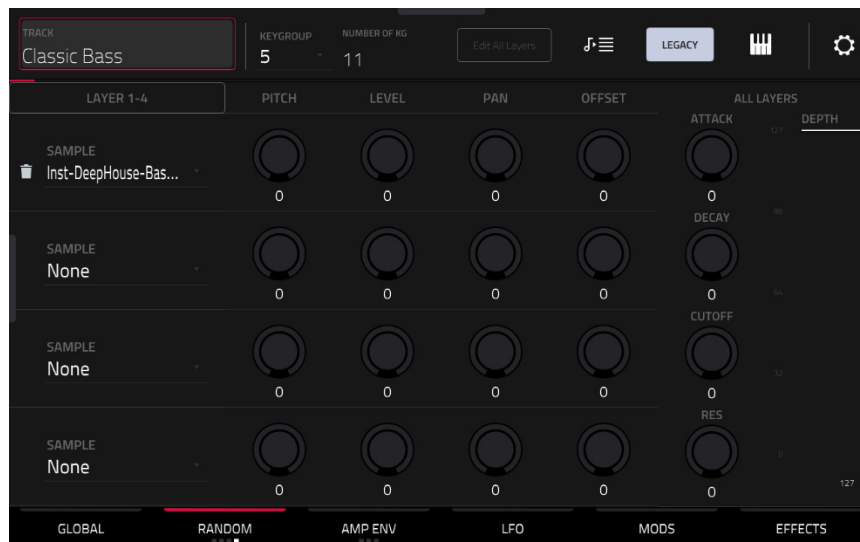 TRACK
Classic Bass
KEYGROUP
5
NUMBER OF KG
11
Edit All Layers
LEGACY
LAYER 1-4 PITCH LEVEL PAN OFFSET ALL LAYERS
ATTACK 127 DEPTH
SAMPLE
Inst-DeepHouse-Bas...
0 0 0 0 0
DECAY 96
SAMPLE
None
0 0 0 0 0 64
CUTOFF
SAMPLE
None 32
0 0 0 0 0
RES
SAMPLE 0
None
0 0 0 0 0 127
GLOBAL RANDOM AMP ENV LFO MODS EFFECTS